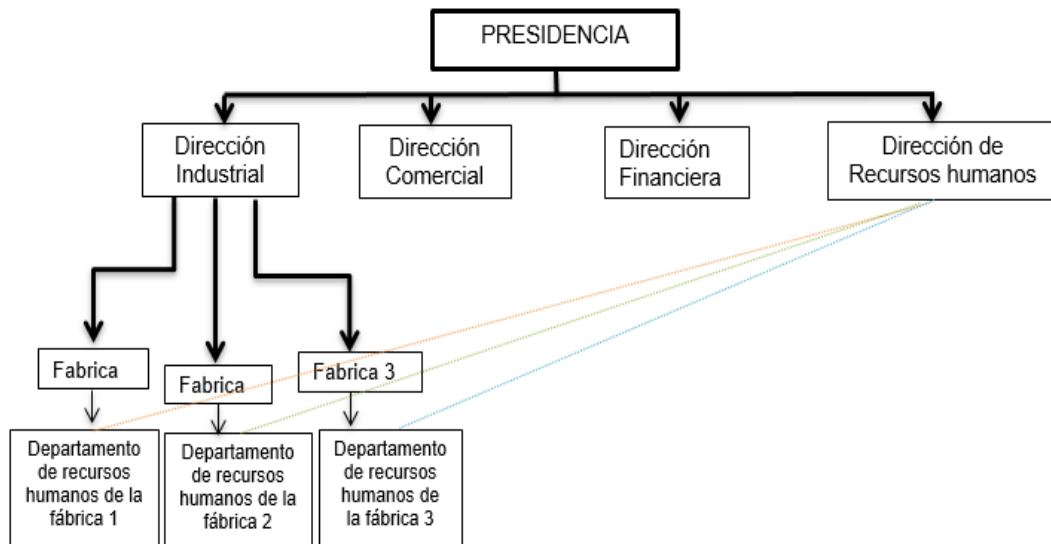 PRESIDENCIA
Dirección
Industrial
Dirección
Comercial
Dirección
Financiera
Dirección de
Recursos humanos
Fabrica
Fabrica
Fabrica 3
Departamento
de recursos
humanos de la
fábrica 1
Departamento
de recursos
humanos de la
fábrica 2
Departamento
de recursos
humanos de
la fábrica 3